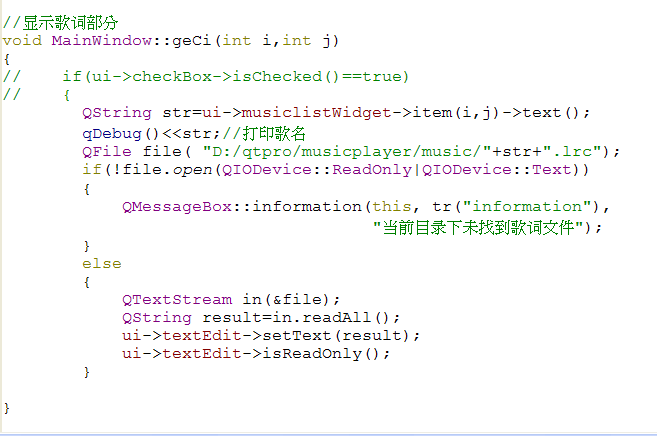 //显示歌词部分
void MainWindow::geCi(int i,int j)
{
//    if(ui->checkBox->isChecked()==true)
//    {
        QString str=ui->musiclistWidget->item(i,j)->text();
        qDebug()<<str;//打印歌名
        QFile file( "D:/qtpro/musicplayer/music/"+str+".lrc");
        if(!file.open(QIODevice::ReadOnly|QIODevice::Text))
        {
            QMessageBox::information(this, tr("information"),
                                     "当前目录下未找到歌词文件");
        }
        else
        {
            QTextStream in(&file);
            QString result=in.readAll();
            ui->textEdit->setText(result);
            ui->textEdit->isReadOnly();
        }

}